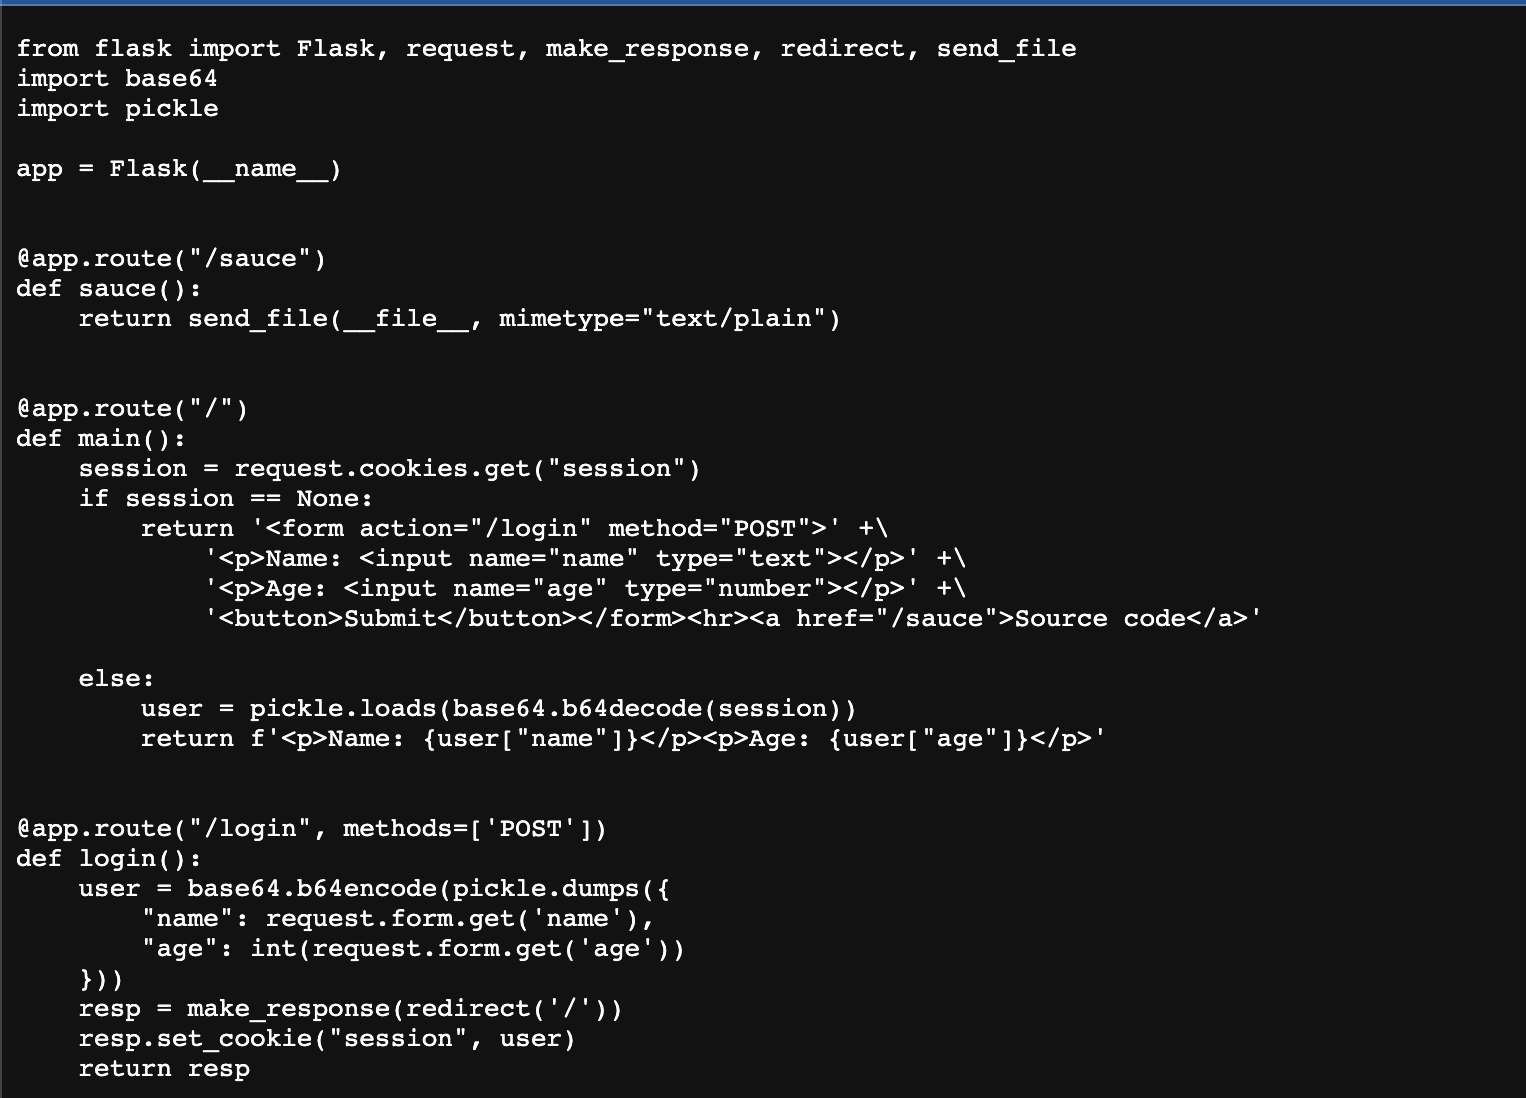 from flask import Flask, request, make_response, redirect, send_file
import base64
import pickle

app = Flask(__name__)


@app.route("/sauce")
def sauce():
    return send_file(__file__, mimetype="text/plain")


@app.route("/")
def main():
    session = request.cookies.get("session")
    if session == None:
        return '<form action="/login" method="POST">' +\
            '<p>Name: <input name="name" type="text"></p>' +\
            '<p>Age: <input name="age" type="number"></p>' +\
            '<button>Submit</button></form><hr><a href="/sauce">Source code</a>'

    else:
        user = pickle.loads(base64.b64decode(session))
        return f'<p>Name: {user["name"]}</p><p>Age: {user["age"]}</p>'


@app.route("/login", methods=['POST'])
def login():
    user = base64.b64encode(pickle.dumps({
        "name": request.form.get('name'),
        "age": int(request.form.get('age'))
    }))
    resp = make_response(redirect('/'))
    resp.set_cookie("session", user)
    return resp